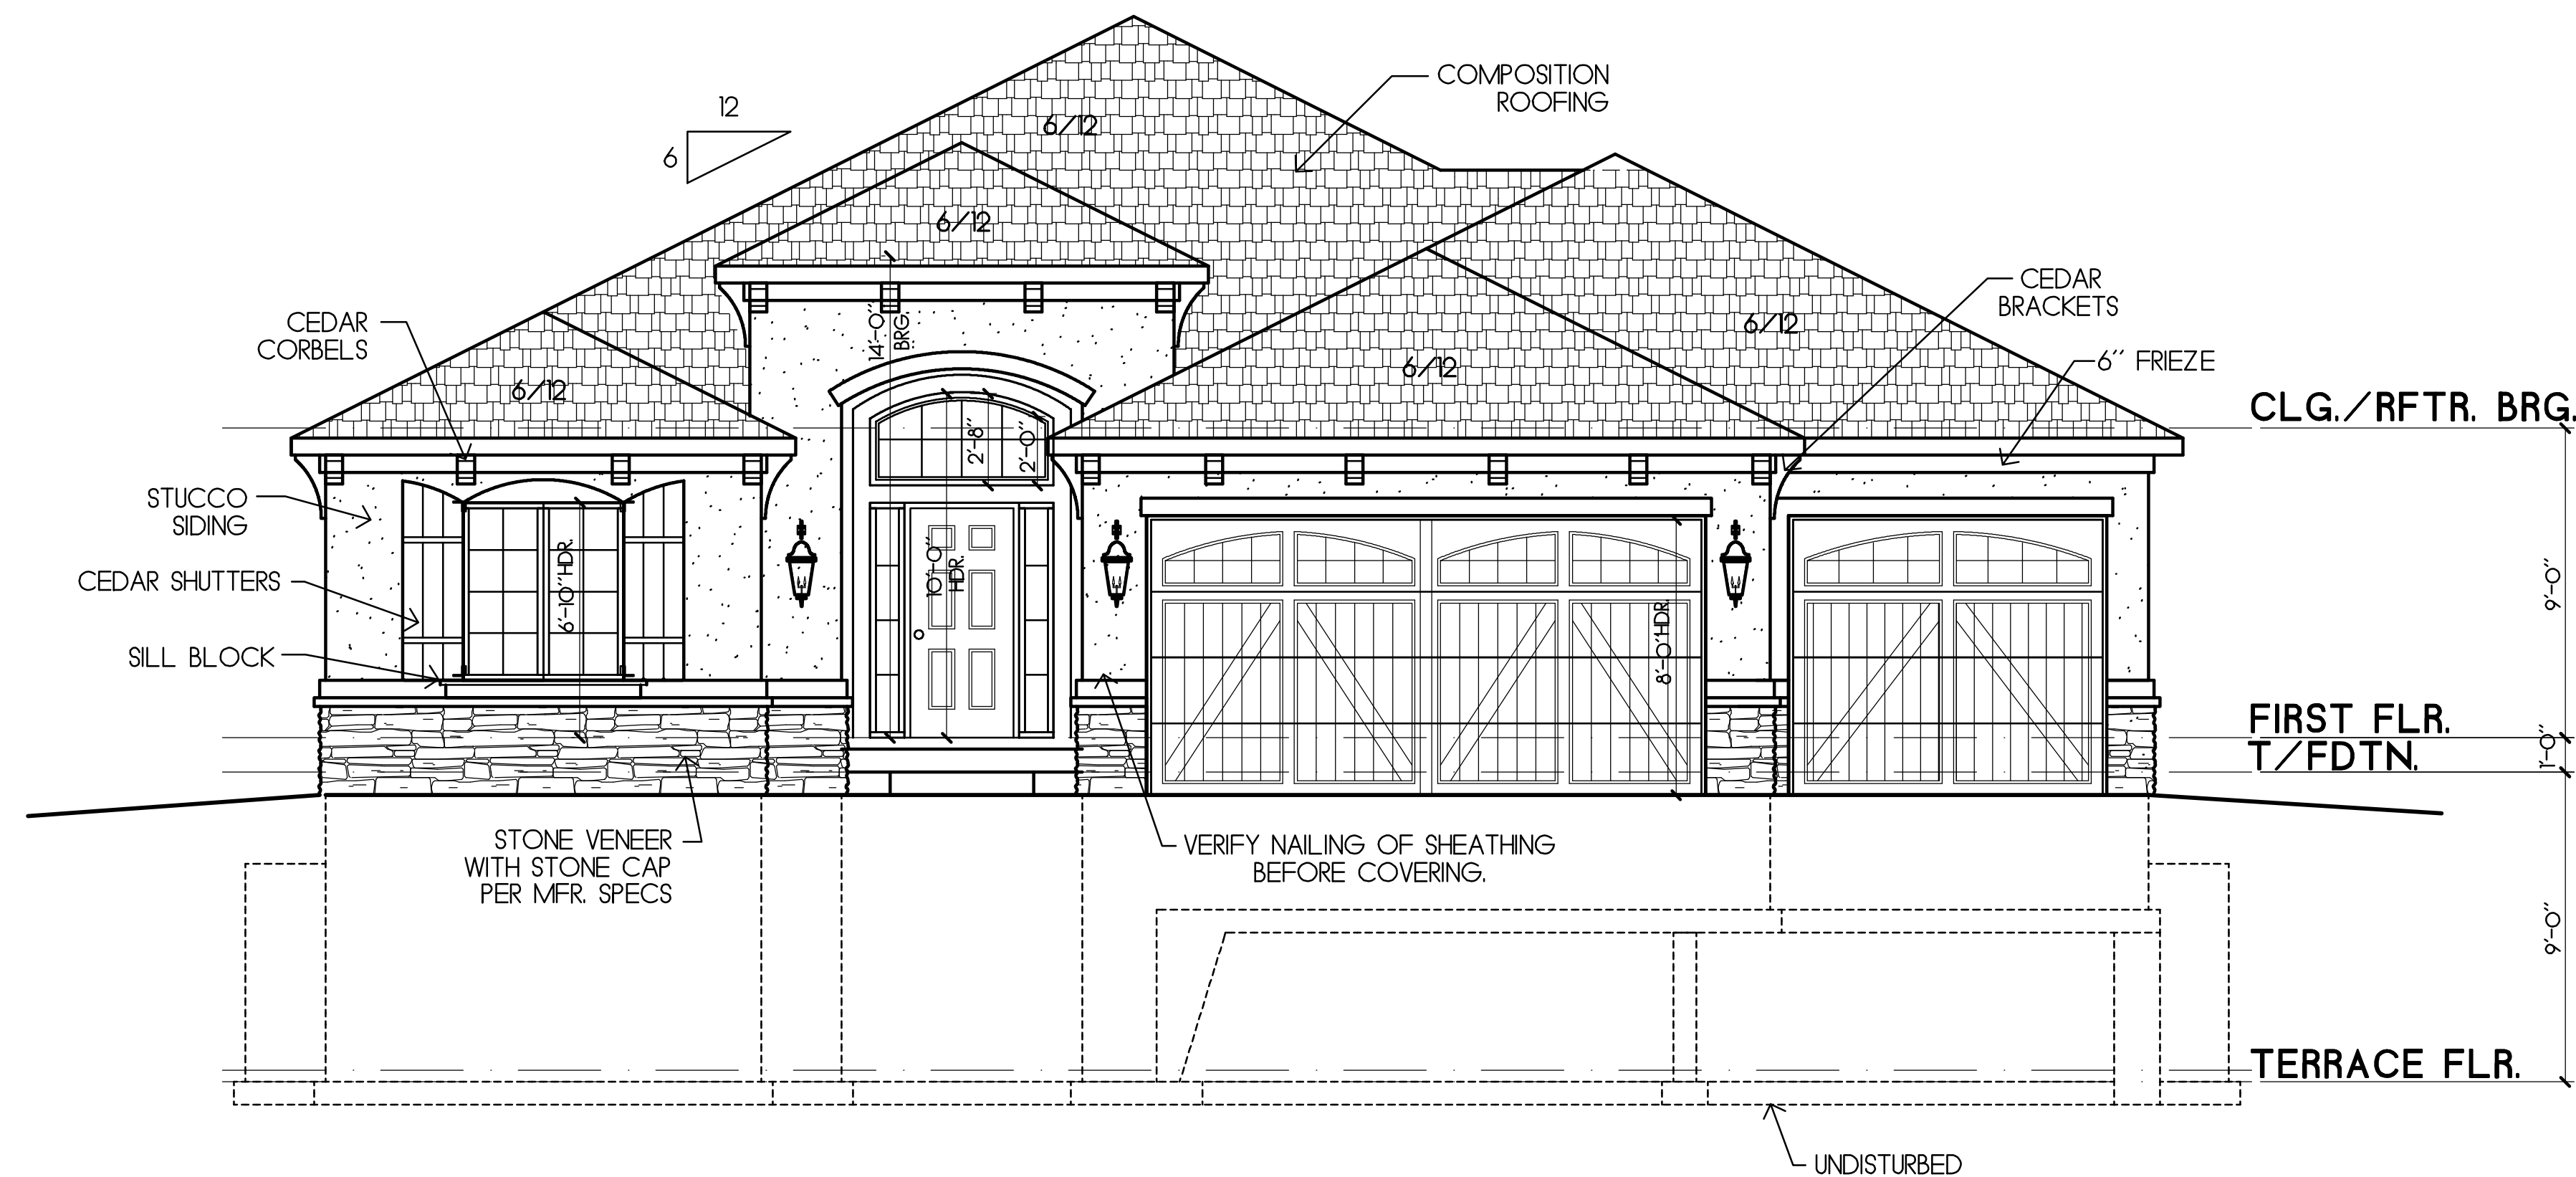 COMPOSITION
ROOFING
12
6
6/12
6/12
6/12
6/12
6/12
CEDAR
BRACKETS
CEDAR
CORBELS
6" FRIEZE
14'-0"
BRG.
CLG./RFTR. BRG.
2'-8"
2'-0"
STUCCO
SIDING
CEDAR SHUTTERS
SILL BLOCK
6'-10" HDR.
10'-0"
HDR.
8'-0" HDR.
9'-0"
FIRST FLR.
T/FDTN.
1'-0"
STONE VENEER
WITH STONE CAP
PER MFR. SPECS
VERIFY NAILING OF SHEATHING
BEFORE COVERING.
9'-0"
TERRACE FLR.
UNDISTURBED